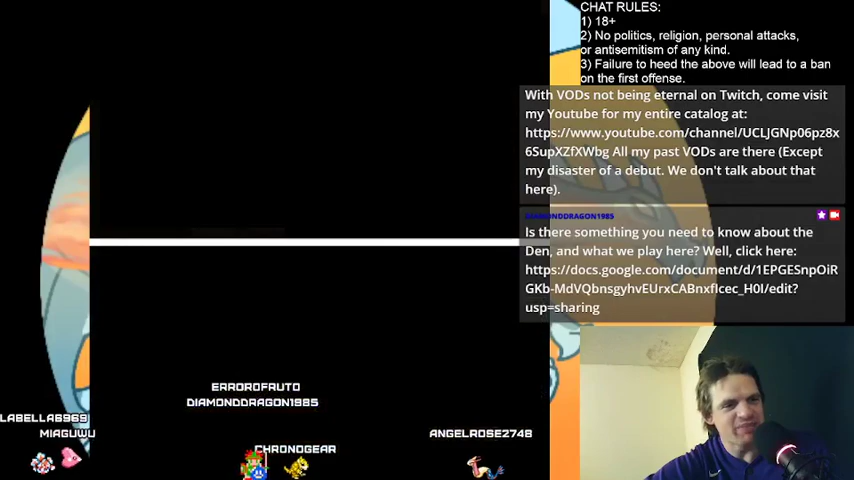 CHAT RULES:
1) 18+
2) No politics, religion, personal attacks,
or antisemitism of any kind.
3) Failure to heed the above will lead to a ban
on the first offense.
With VODs not being eternal on Twitch, come visit
my Youtube for my entire catalog at:
https://www.youtube.com/channel/UCLJGNp06pz8x
6SupXZfXWbg All my past VODs are there (Except
my disaster of a debut. We don't talk about that
here).
DIAMONDDRAGON1985
Is there something you need to know about the
Den, and what we play here? Well, click here:
https://docs.google.com/document/d/1EPGESnpOiR
GKb-MdVQbnsgyhvEUrxCABnxfIcec_H0I/edit?
usp=sharing
ERROROFRUTO
DIAMONDDRAGON1985
LABELLA6969
MIAGUWU
CHRONOGEAR
ANGELROSE2748